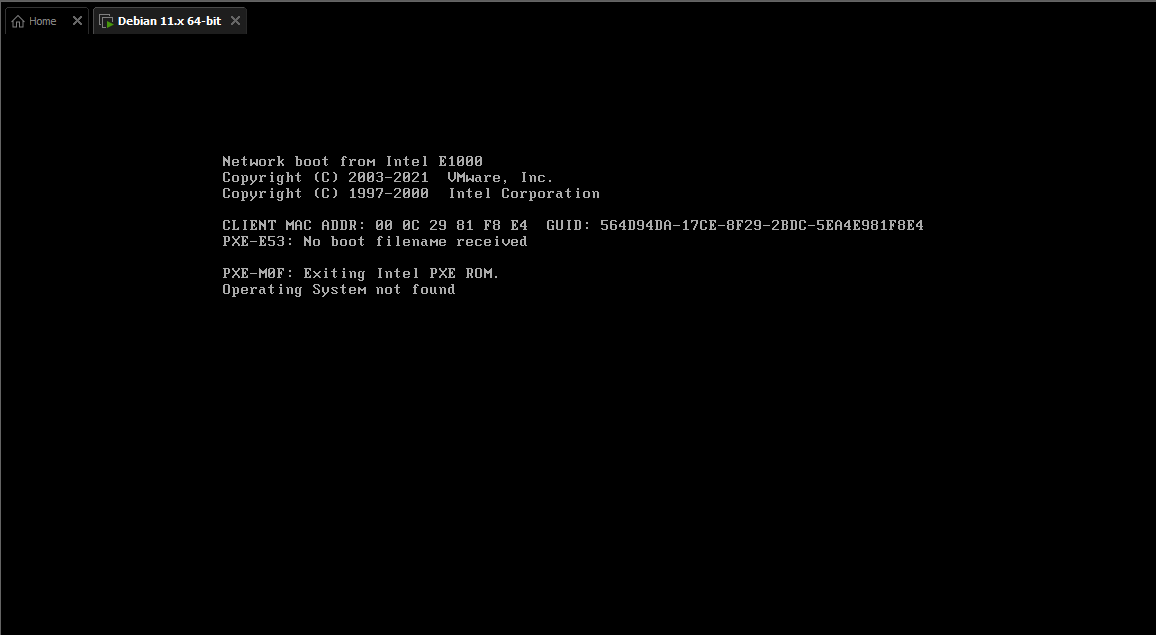 Home
Debian 11.x 64-bit
Network boot from Intel E1000
Copyright (C) 2003-2021  VMware, Inc.
Copyright (C) 1997-2000  Intel Corporation
CLIENT MAC ADDR: 00 0C 29 81 F8 E4  GUID: 564D94DA-17CE-8F29-2BDC-5EA4E981F8E4
PXE-E53: No boot filename received
PXE-M0F: Exiting Intel PXE ROM.
Operating System not found